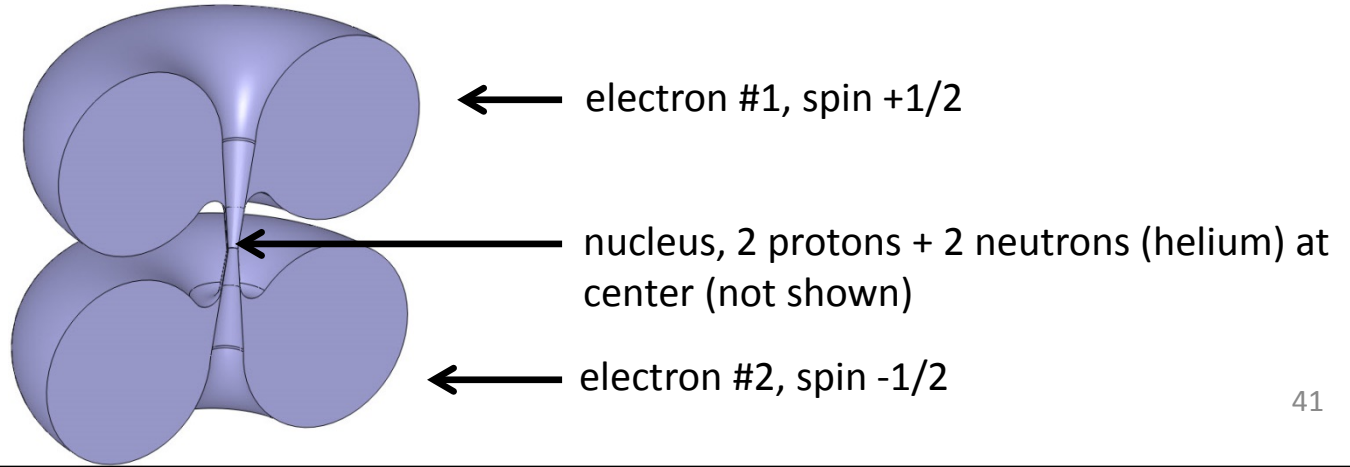 electron #1, spin +1/2
nucleus, 2 protons + 2 neutrons (helium) at
center (not shown)
electron #2, spin -1/2
41